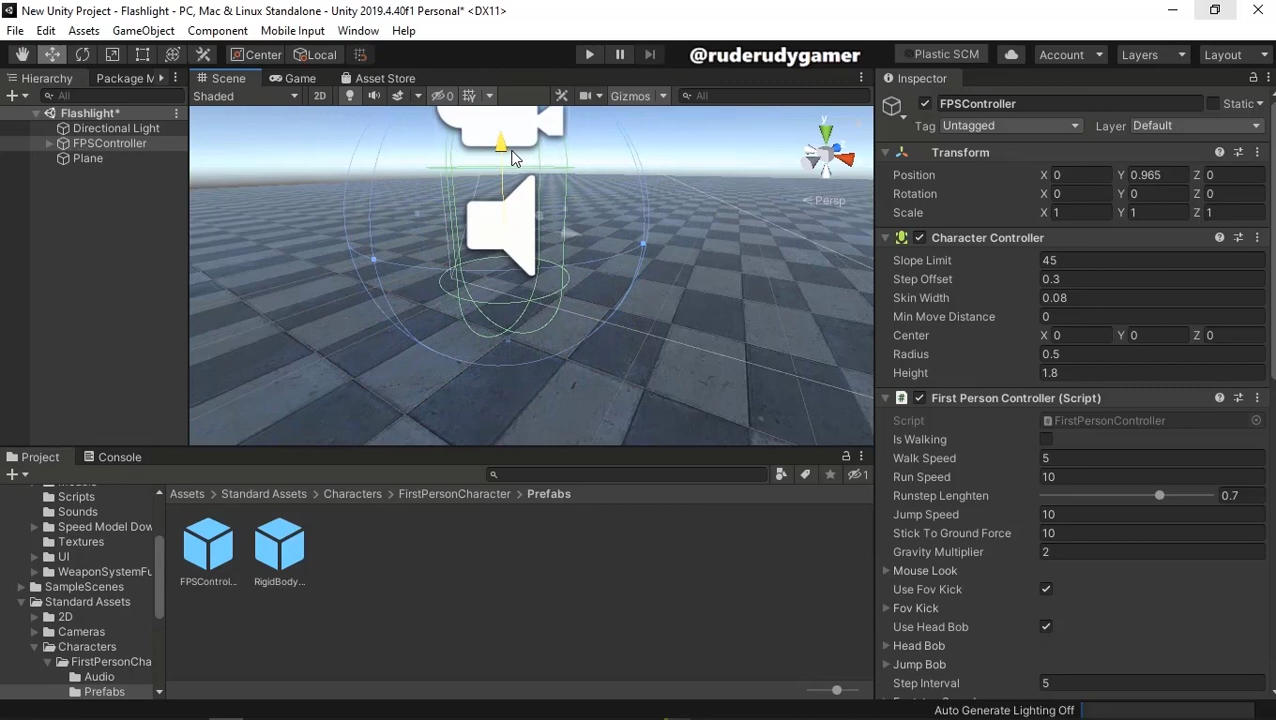 New Unity Project - Flashlight - PC, Mac & Linux Standalone - Unity 2019.4.40f1 Personal* <DX11>
File Edit Assets GameObject Component Mobile Input Window Help
Center Local @ruderudygamer Plastic SCM Account Layers Layout
Hierarchy Package M Scene Game Asset Store Inspector
All Shaded 2D 0 Gizmos All
FPSController Static
Tag Untagged Layer Default
Flashlight*
Directional Light
FPSController
Plane
y
Persp
Transform
Position X 0 Y 0.965 Z 0
Rotation X 0 Y 0 Z 0
Scale X 1 Y 1 Z 1
Character Controller
Slope Limit 45
Step Offset 0.3
Skin Width 0.08
Min Move Distance 0
Center X 0 Y 0 Z 0
Radius 0.5
Height 1.8
First Person Controller (Script)
Script FirstPersonController
Is Walking
Walk Speed 5
Run Speed 10
Runstep Lenghten 0.7
Jump Speed 10
Stick To Ground Force 10
Gravity Multiplier 2
Mouse Look
Use Fov Kick
Fov Kick
Use Head Bob
Head Bob
Jump Bob
Step Interval 5
Project Console
1
Assets Standard Assets Characters FirstPersonCharacter Prefabs
Scripts
Sounds
Speed Model Dow
Textures
UI
WeaponSystemFu
SampleScenes
Standard Assets
2D
Cameras
Characters
FirstPersonCha
Audio
Prefabs
FPSControl... RigidBody...
Auto Generate Lighting Off